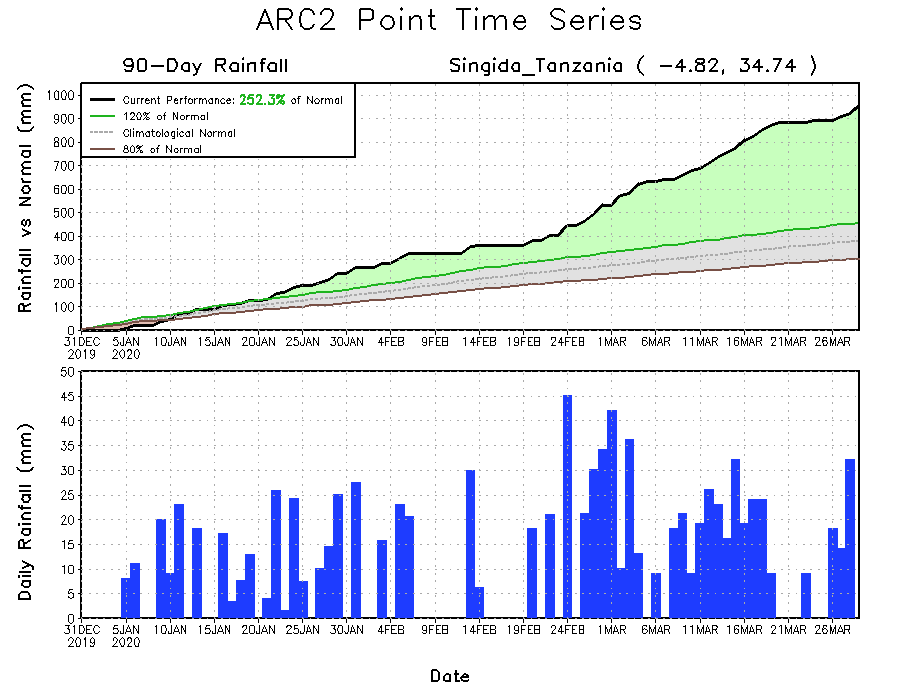 ARC2 Point Time Series
90-Day Rainfall
Singida_Tanzania ( -4.82, 34.74 )
Rainfall vs Normal (mm)
1000
900
800
700
600
500
400
300
200
100
0
Current Performance: 252.3% of Normal
120% of Normal
Climatological Normal
80% of Normal
31DEC 5JAN 10JAN 15JAN 20JAN 25JAN 30JAN 4FEB 9FEB 14FEB 19FEB 24FEB 1MAR 6MAR 11MAR 16MAR 21MAR 26MAR
2019 2020
Daily Rainfall (mm)
50
45
40
35
30
25
20
15
10
5
0
31DEC 5JAN 10JAN 15JAN 20JAN 25JAN 30JAN 4FEB 9FEB 14FEB 19FEB 24FEB 1MAR 6MAR 11MAR 16MAR 21MAR 26MAR
2019 2020
Date